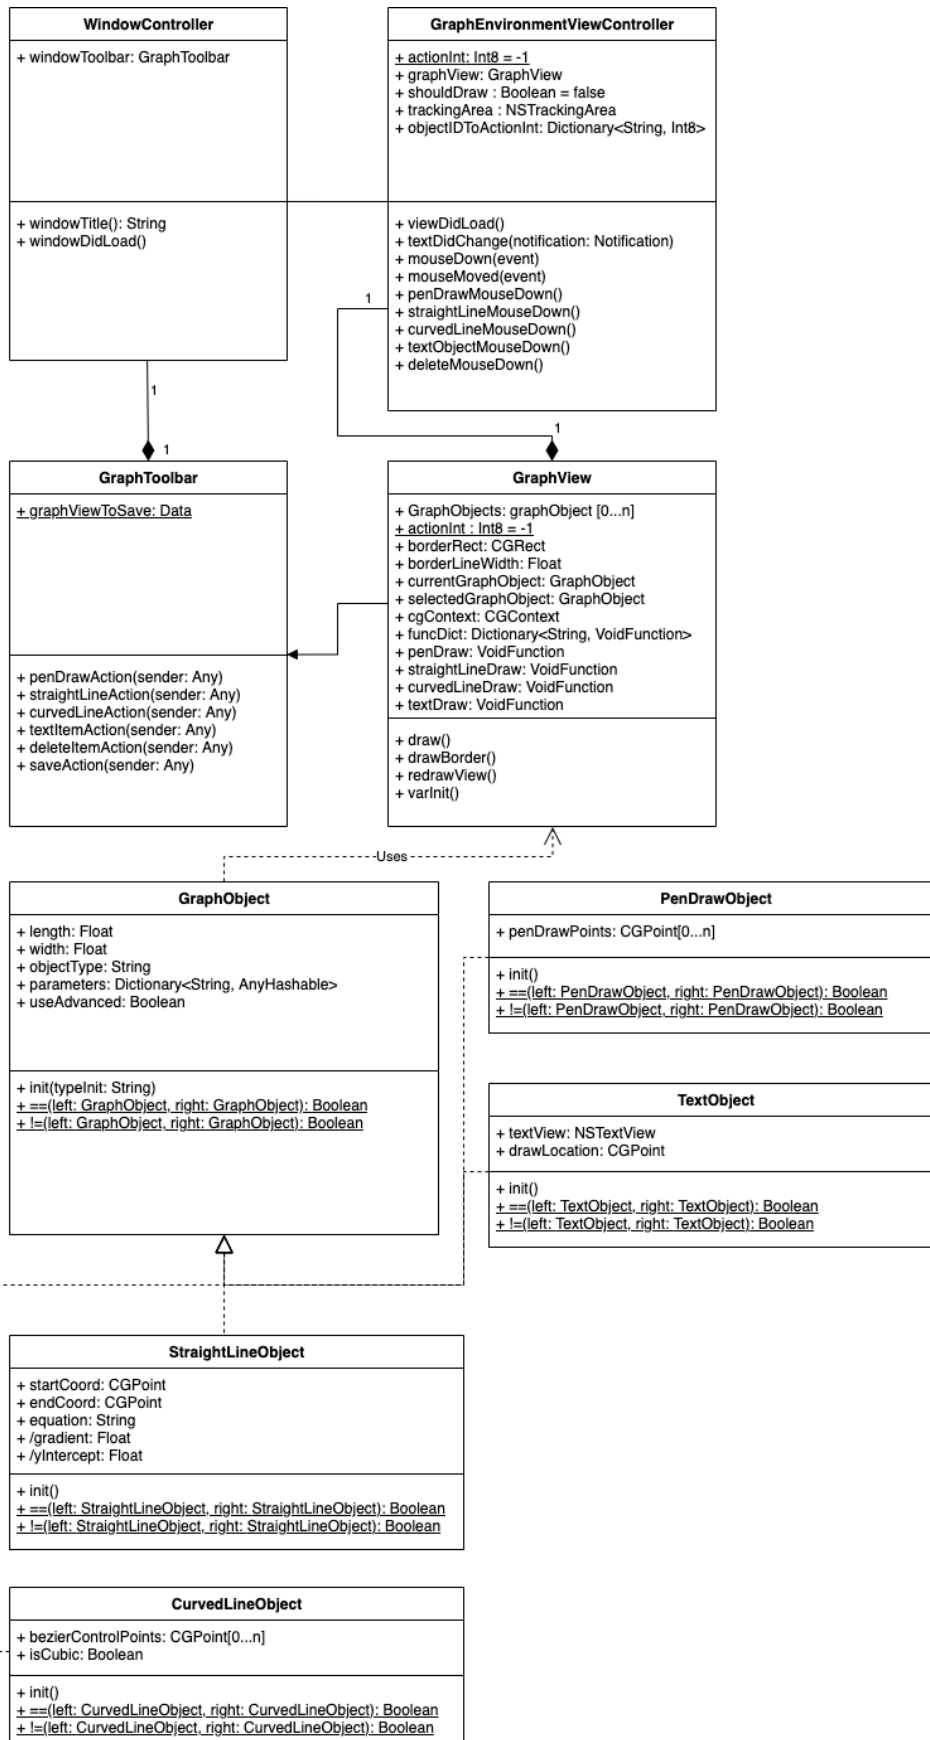 WindowController
+ windowToolbar: GraphToolbar
+ windowTitle(): String
+ windowDidLoad()
GraphEnvironmentViewController
+ actionInt: Int8 = -1
+ graphView: GraphView
+ shouldDraw : Boolean = false
+ trackingArea : NSTrackingArea
+ objectIDToActionInt: Dictionary<String, Int8>
+ viewDidLoad()
+ textDidChange(notification: Notification)
+ mouseDown(event)
+ mouseMoved(event)
+ penDrawMouseDown()
+ straightLineMouseDown()
+ curvedLineMouseDown()
+ textObjectMouseDown()
+ deleteMouseDown()
1
1
1
1
GraphToolbar
+ graphViewToSave: Data
+ penDrawAction(sender: Any)
+ straightLineAction(sender: Any)
+ curvedLineAction(sender: Any)
+ textItemAction(sender: Any)
+ deleteItemAction(sender: Any)
+ saveAction(sender: Any)
GraphView
+ GraphObjects: graphObject [0...n]
+ actionInt : Int8 = -1
+ borderRect: CGRect
+ borderLineWidth: Float
+ currentGraphObject: GraphObject
+ selectedGraphObject: GraphObject
+ cgContext: CGContext
+ funcDict: Dictionary<String, VoidFunction>
+ penDraw: VoidFunction
+ straightLineDraw: VoidFunction
+ curvedLineDraw: VoidFunction
+ textDraw: VoidFunction
+ draw()
+ drawBorder()
+ redrawView()
+ varInit()
Uses
GraphObject
+ length: Float
+ width: Float
+ objectType: String
+ parameters: Dictionary<String, AnyHashable>
+ useAdvanced: Boolean
+ init(typeInit: String)
+ ==(left: GraphObject, right: GraphObject): Boolean
+ !=(left: GraphObject, right: GraphObject): Boolean
PenDrawObject
+ penDrawPoints: CGPoint[0...n]
+ init()
+ ==(left: PenDrawObject, right: PenDrawObject): Boolean
+ !=(left: PenDrawObject, right: PenDrawObject): Boolean
TextObject
+ textView: NSTextView
+ drawLocation: CGPoint
+ init()
+ ==(left: TextObject, right: TextObject): Boolean
+ !=(left: TextObject, right: TextObject): Boolean
StraightLineObject
+ startCoord: CGPoint
+ endCoord: CGPoint
+ equation: String
+ /gradient: Float
+ /yIntercept: Float
+ init()
+ ==(left: StraightLineObject, right: StraightLineObject): Boolean
+ !=(left: StraightLineObject, right: StraightLineObject): Boolean
CurvedLineObject
+ bezierControlPoints: CGPoint[0...n]
+ isCubic: Boolean
+ init()
+ ==(left: CurvedLineObject, right: CurvedLineObject): Boolean
+ !=(left: CurvedLineObject, right: CurvedLineObject): Boolean